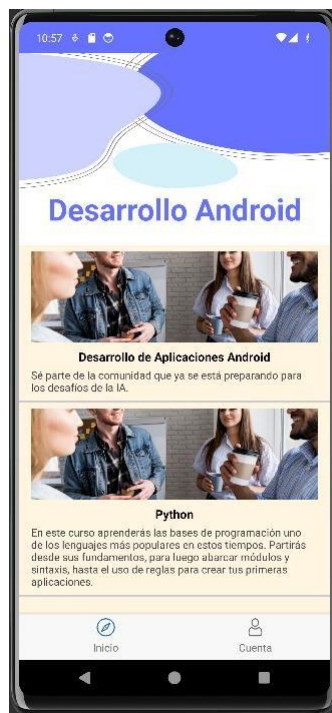 10:57
Desarrollo Android
Desarrollo de Aplicaciones Android
Sé parte de la comunidad que ya se está preparando para
los desafíos de la IA.
Python
En este curso aprenderás las bases de programación uno
de los lenguajes más populares en estos tiempos. Partirás
desde sus fundamentos, para luego abarcar módulos y
sintaxis, hasta el uso de reglas para crear tus primeras
aplicaciones.
Inicio
Cuenta